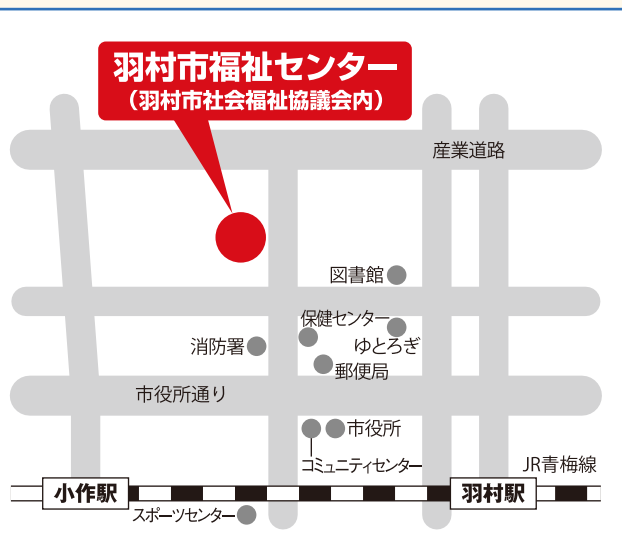 羽村市福祉センター
（羽村市社会福祉協議会内）
産業道路
図書館
保健センター
ゆとろぎ
消防署
郵便局
市役所通り
市役所
コミュニティセンター
JR青梅線
小作駅
羽村駅
スポーツセンター